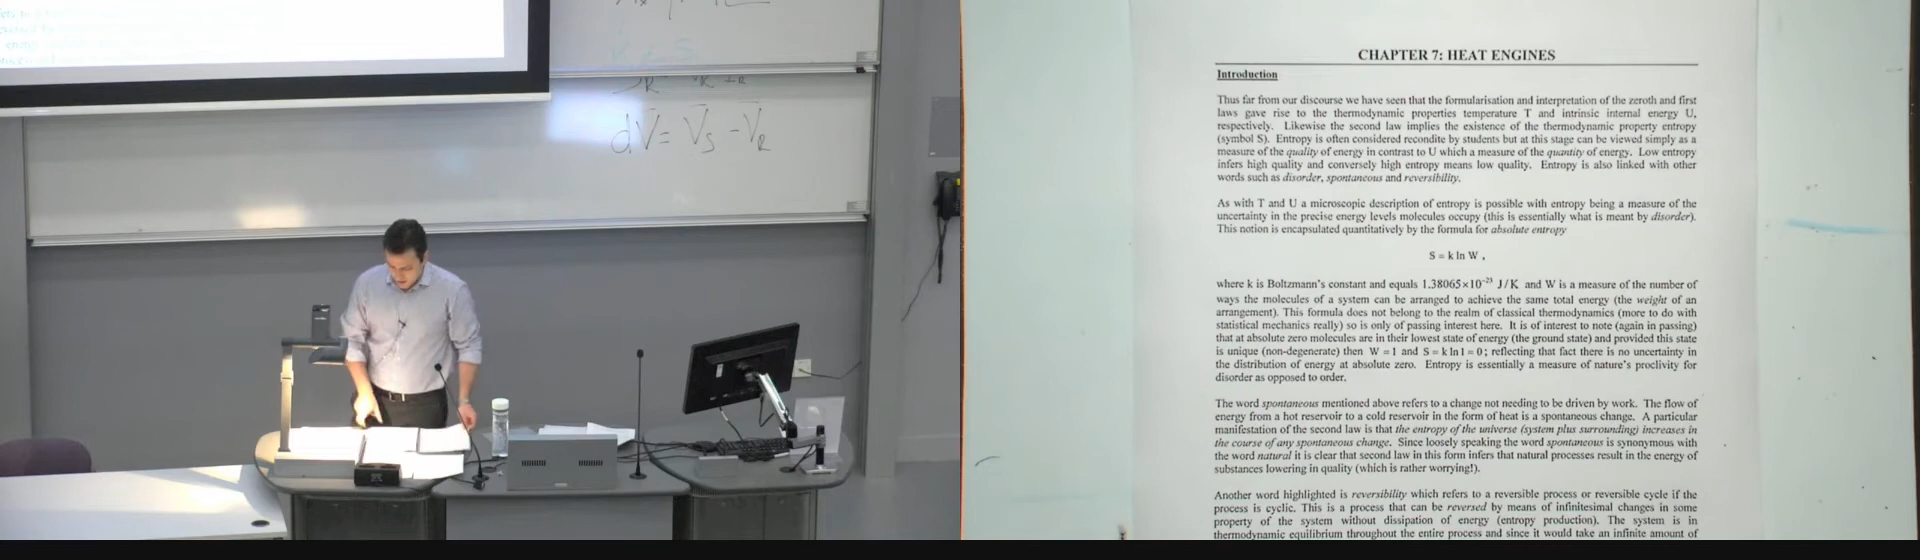 dV = V_S - V_R
CHAPTER 7: HEAT ENGINES
Introduction
Thus far from our discourse we have seen that the formularisation and interpretation of the zeroth and first
laws gave rise to the thermodynamic properties temperature T and intrinsic internal energy U,
respectively. Likewise the second law implies the existence of the thermodynamic property entropy
(symbol S). Entropy is often considered recondite by students but at this stage can be viewed simply as a
measure of the quality of energy in contrast to U which a measure of the quantity of energy. Low entropy
infers high quality and conversely high entropy means low quality. Entropy is also linked with other
words such as disorder, spontaneous and reversibility.
As with T and U a microscopic description of entropy is possible with entropy being a measure of the
uncertainty in the precise energy levels molecules occupy (this is essentially what is meant by disorder).
This notion is encapsulated quantitatively by the formula for absolute entropy
S = k ln W ,
where k is Boltzmann's constant and equals 1.38065×10⁻²³ J/K and W is a measure of the number of
ways the molecules of a system can be arranged to achieve the same total energy (the weight of an
arrangement). This formula does not belong to the realm of classical thermodynamics (more to do with
statistical mechanics really) so is only of passing interest here. It is of interest to note (again in passing)
that at absolute zero molecules are in their lowest state of energy (the ground state) and provided this state
is unique (non-degenerate) then W = 1 and S = k ln 1 = 0; reflecting that fact there is no uncertainty in
the distribution of energy at absolute zero. Entropy is essentially a measure of nature's proclivity for
disorder as opposed to order.
The word spontaneous mentioned above refers to a change not needing to be driven by work. The flow of
energy from a hot reservoir to a cold reservoir in the form of heat is a spontaneous change. A particular
manifestation of the second law is that the entropy of the universe (system plus surrounding) increases in
the course of any spontaneous change. Since loosely speaking the word spontaneous is synonymous with
the word natural it is clear that second law in this form infers that natural processes result in the energy of
substances lowering in quality (which is rather worrying!).
Another word highlighted is reversibility which refers to a reversible process or reversible cycle if the
process is cyclic. This is a process that can be reversed by means of infinitesimal changes in some
property of the system without dissipation of energy (entropy production). The system is in
thermodynamic equilibrium throughout the entire process and since it would take an infinite amount of